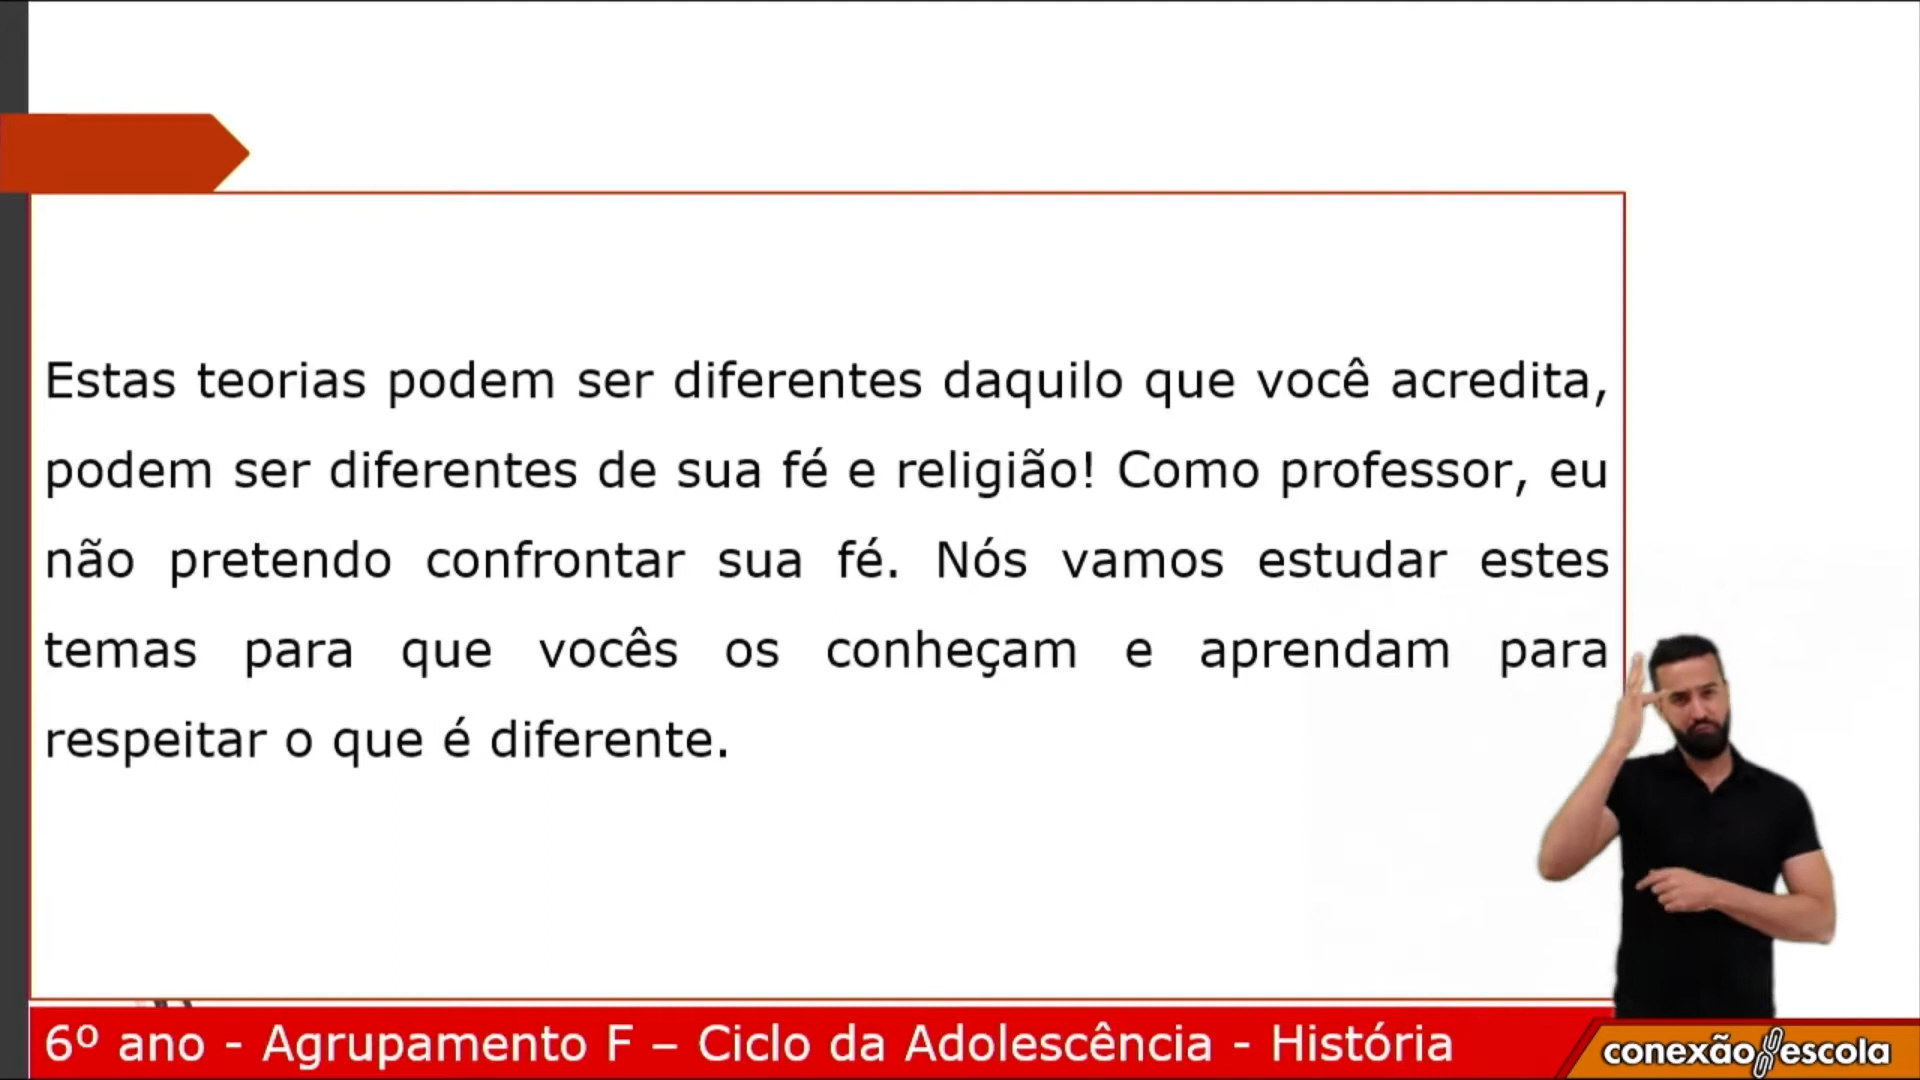 Estas teorias podem ser diferentes daquilo que você acredita,
podem ser diferentes de sua fé e religião! Como professor, eu
não pretendo confrontar sua fé. Nós vamos estudar estes
temas para que vocês os conheçam e aprendam para
respeitar o que é diferente.
6º ano - Agrupamento F – Ciclo da Adolescência - História
conexão escola